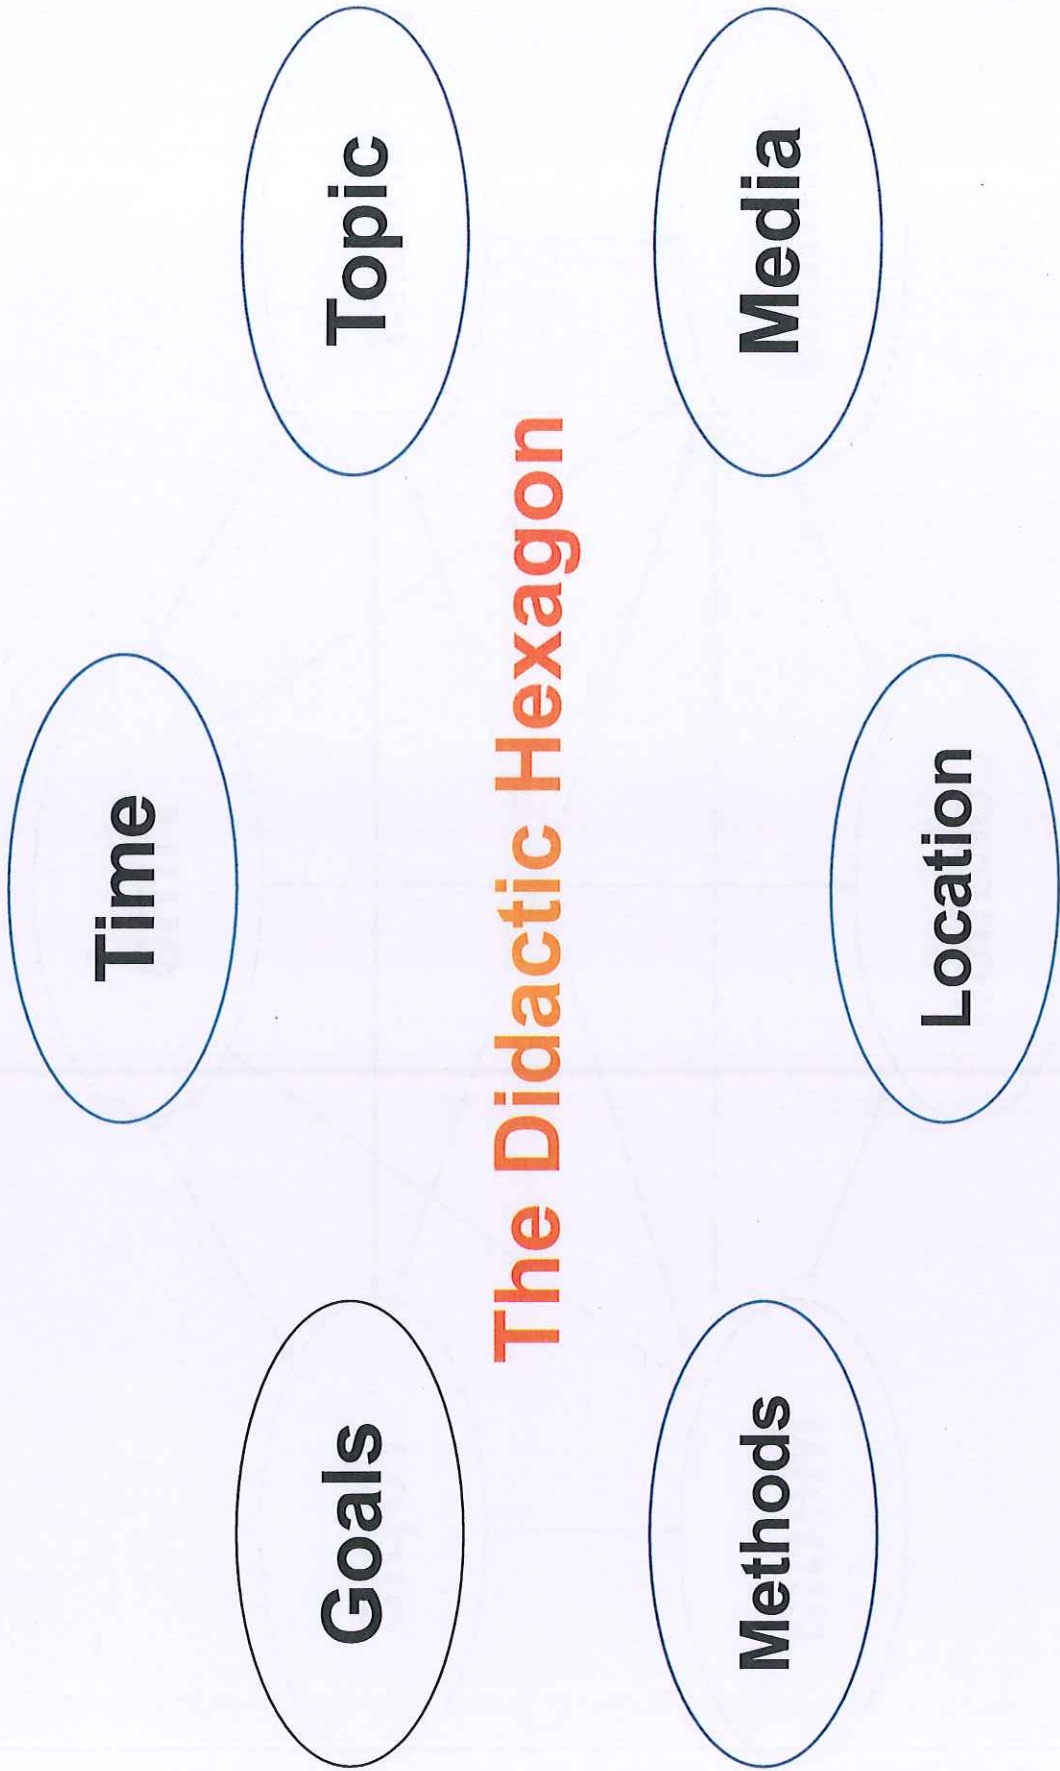 Time
Goals
Topic
The Didactic Hexagon
Methods
Media
Location